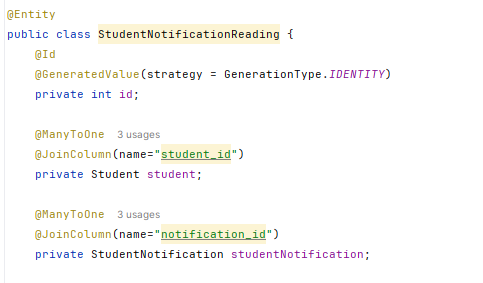 @Entity
public class StudentNotificationReading {
@Id
@GeneratedValue(strategy = GenerationType.IDENTITY)
private int id;
@ManyToOne 3 usages
@JoinColumn(name="student_id")
private Student student;
@ManyToOne 3 usages
@JoinColumn(name="notification_id")
private StudentNotification studentNotification;